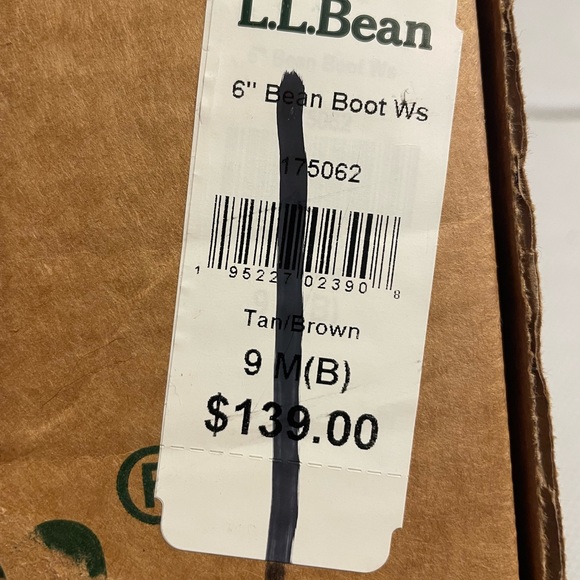 L.L.Bean
6" Bean Boot Ws
175062
1 95227 02390 8
Tan/Brown
9 M(B)
$139.00